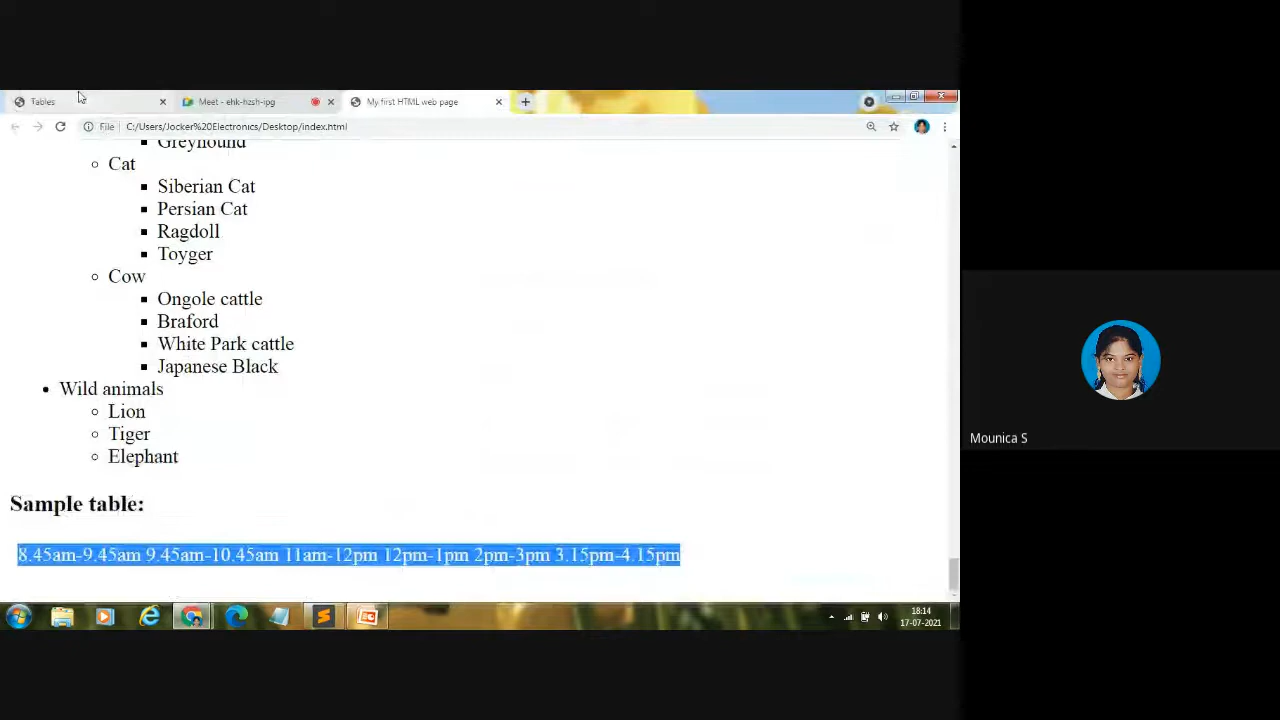 Tables
Meet - ehk-hzsh-ipg
My first HTML web page
File C:/Users/Jocker%20Electronics/Desktop/index.html
Greyhound
Cat
Siberian Cat
Persian Cat
Ragdoll
Toyger
Cow
Ongole cattle
Braford
White Park cattle
Japanese Black
Wild animals
Lion
Tiger
Elephant
Sample table:
8.45am-9.45am 9.45am-10.45am 11am-12pm 12pm-1pm 2pm-3pm 3.15pm-4.15pm
18:14
17-07-2021
Mounica S